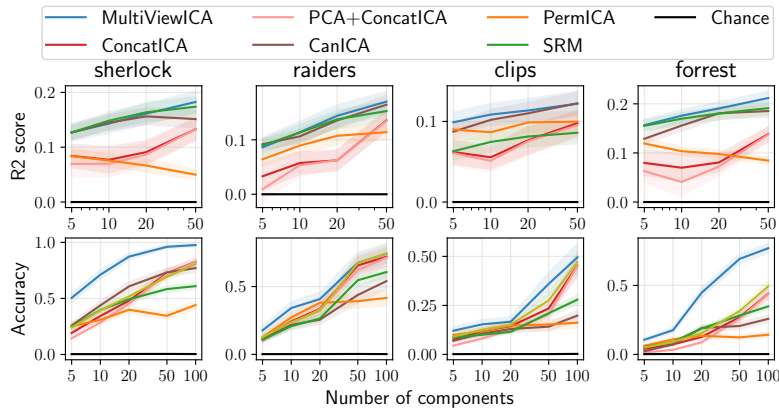 MultiViewICA PCA+ConcatICA PermICA Chance
ConcatICA CanICA SRM
sherlock raiders clips forrest
R2 score
0.2 0.1 0.0
0.1 0.0
0.1 0.0
0.2 0.1 0.0
5 10 20 50 5 10 20 50 5 10 20 50 5 10 20 50
Accuracy
1.0 0.5 0.0
0.5 0.0
0.50 0.25 0.00
0.5 0.0
5 10 20 50 100 5 10 20 50 100 5 10 20 50 100 5 10 20 50 100
Number of components